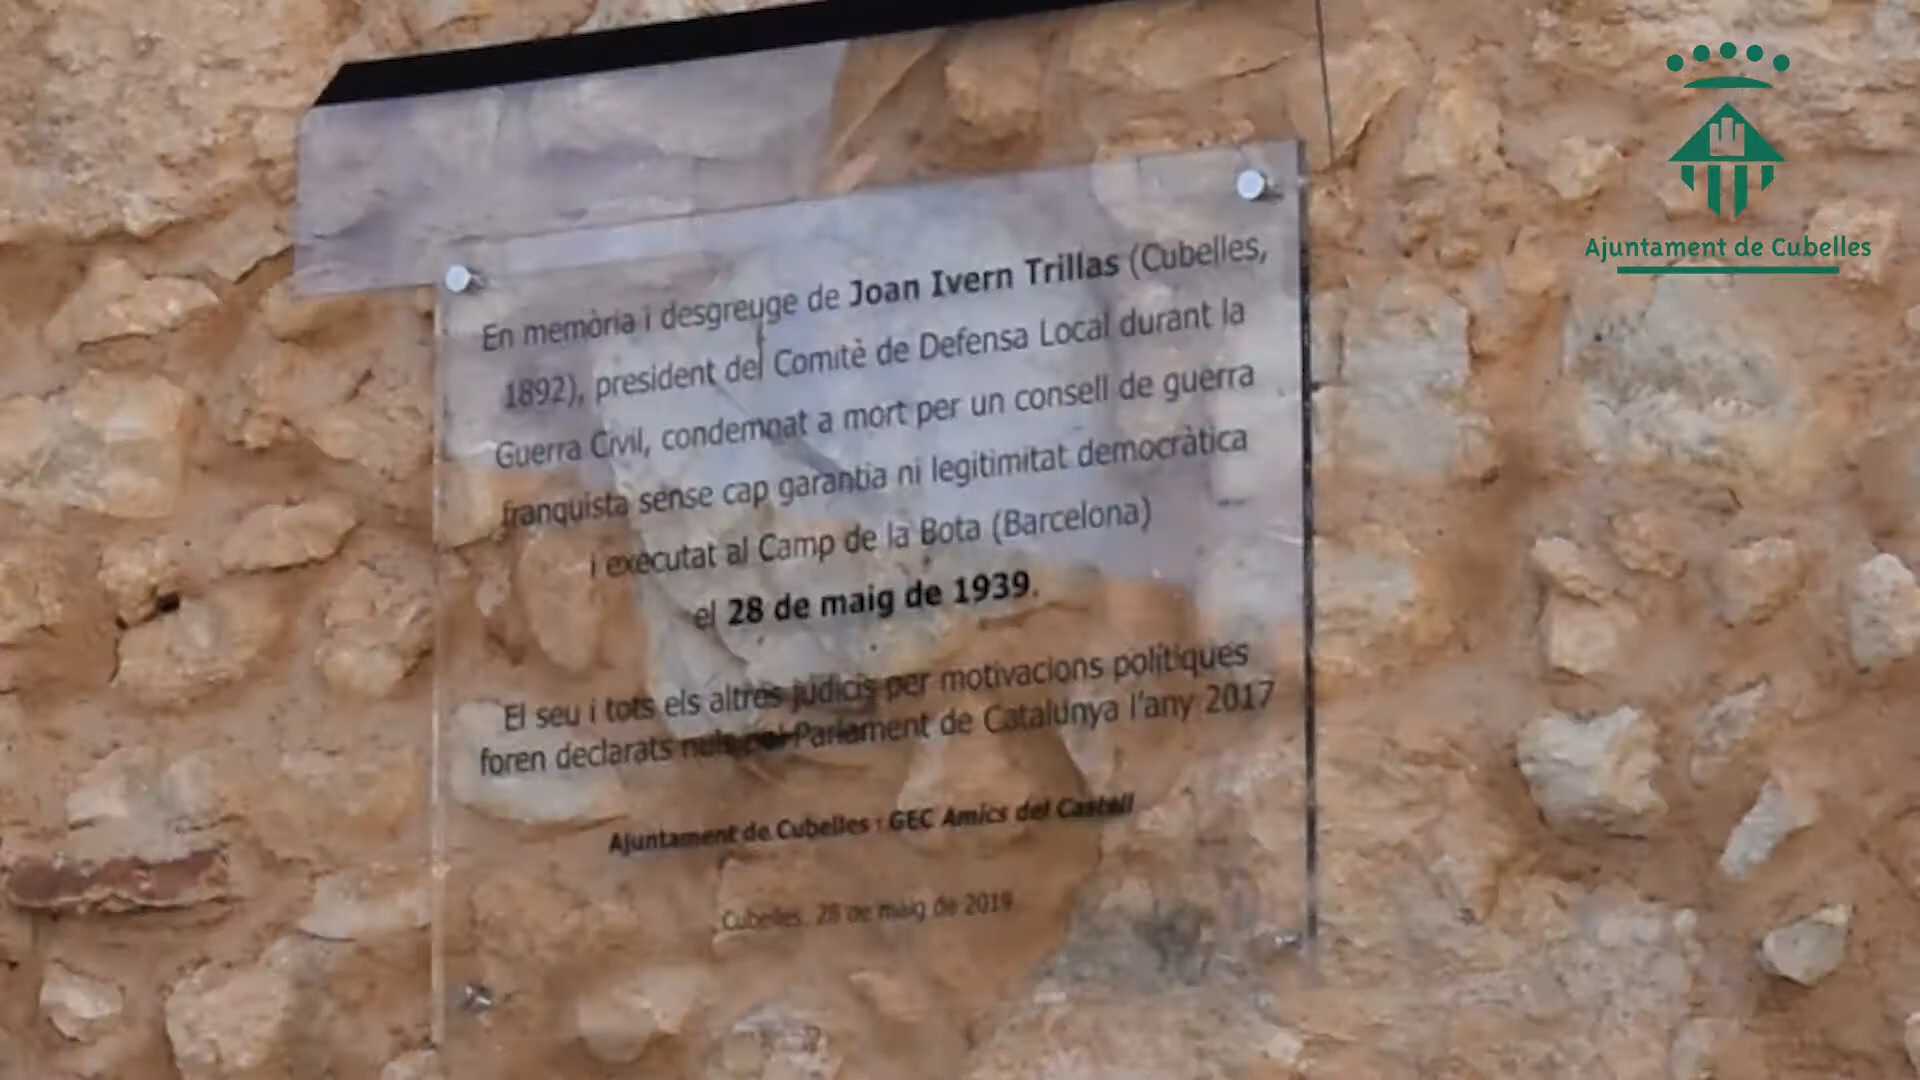 En memòria i desgreuge de Joan Ivern Trillas (Cubelles,
1892), president del Comitè de Defensa Local durant la
Guerra Civil, condemnat a mort per un consell de guerra
franquista sense cap garantia ni legitimitat democràtica
i executat al Camp de la Bota (Barcelona)
el 28 de maig de 1939.
El seu i tots els altres judicis per motivacions polítiques
foren declarats nuls pel Parlament de Catalunya l'any 2017
Ajuntament de Cubelles i GEC Amics del Castell
Cubelles, 28 de maig de 2019
Ajuntament de Cubelles